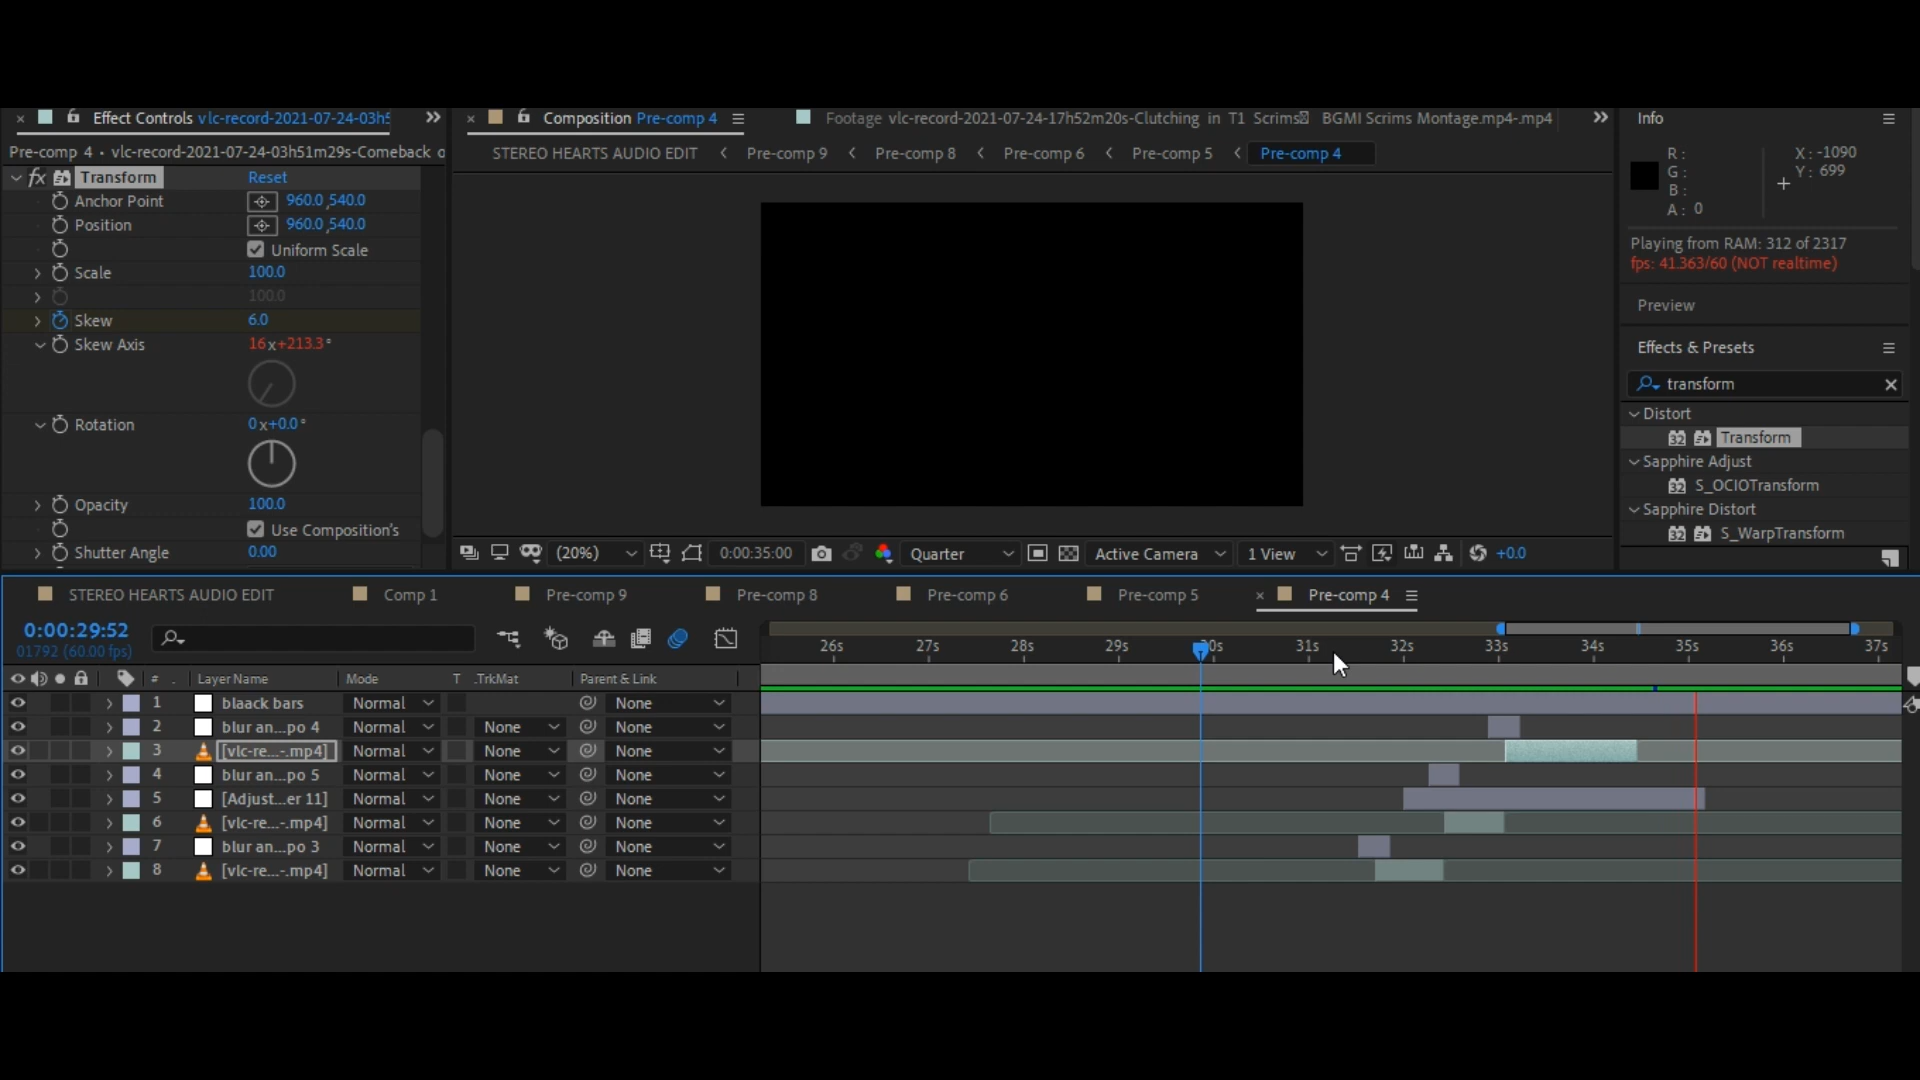 Effect Controls vlc-record-2021-07-24-03h5
Pre-comp 4 • vlc-record-2021-07-24-03h51m29s-Comeback o
fx Transform Reset
Anchor Point 960.0,540.0
Position 960.0,540.0
Uniform Scale
Scale 100.0
100.0
Skew 6.0
Skew Axis 16x+213.3°
Rotation 0x+0.0°
Opacity 100.0
Use Composition's
Shutter Angle 0.00
Composition Pre-comp 4
Footage vlc-record-2021-07-24-17h52m20s-Clutching in T1 Scrims BGMI Scrims Montage.mp4-.mp4
STEREO HEARTS AUDIO EDIT Pre-comp 9 Pre-comp 8 Pre-comp 6 Pre-comp 5 Pre-comp 4
(20%) 0:00:35:00 Quarter Active Camera 1 View +0.0
Info
R: X: -1090
G: Y: 699
B:
A: 0
Playing from RAM: 312 of 2317
fps: 41.363/60 (NOT realtime)
Preview
Effects & Presets
transform
Distort
32 Transform
Sapphire Adjust
32 S_OCIOTransform
Sapphire Distort
32 S_WarpTransform
STEREO HEARTS AUDIO EDIT Comp 1 Pre-comp 9 Pre-comp 8 Pre-comp 6 Pre-comp 5 Pre-comp 4
0:00:29:52
01792 (60.00 fps)
26s 27s 28s 29s 30s 31s 32s 33s 34s 35s 36s 37s
# . Layer Name Mode T .TrkMat Parent & Link
1 blaack bars Normal None
2 blur an...po 4 Normal None None
3 [vlc-re...-.mp4] Normal None None
4 blur an...po 5 Normal None None
5 [Adjust...er 11] Normal None None
6 [vlc-re...-.mp4] Normal None None
7 blur an...po 3 Normal None None
8 [vlc-re...-.mp4] Normal None None